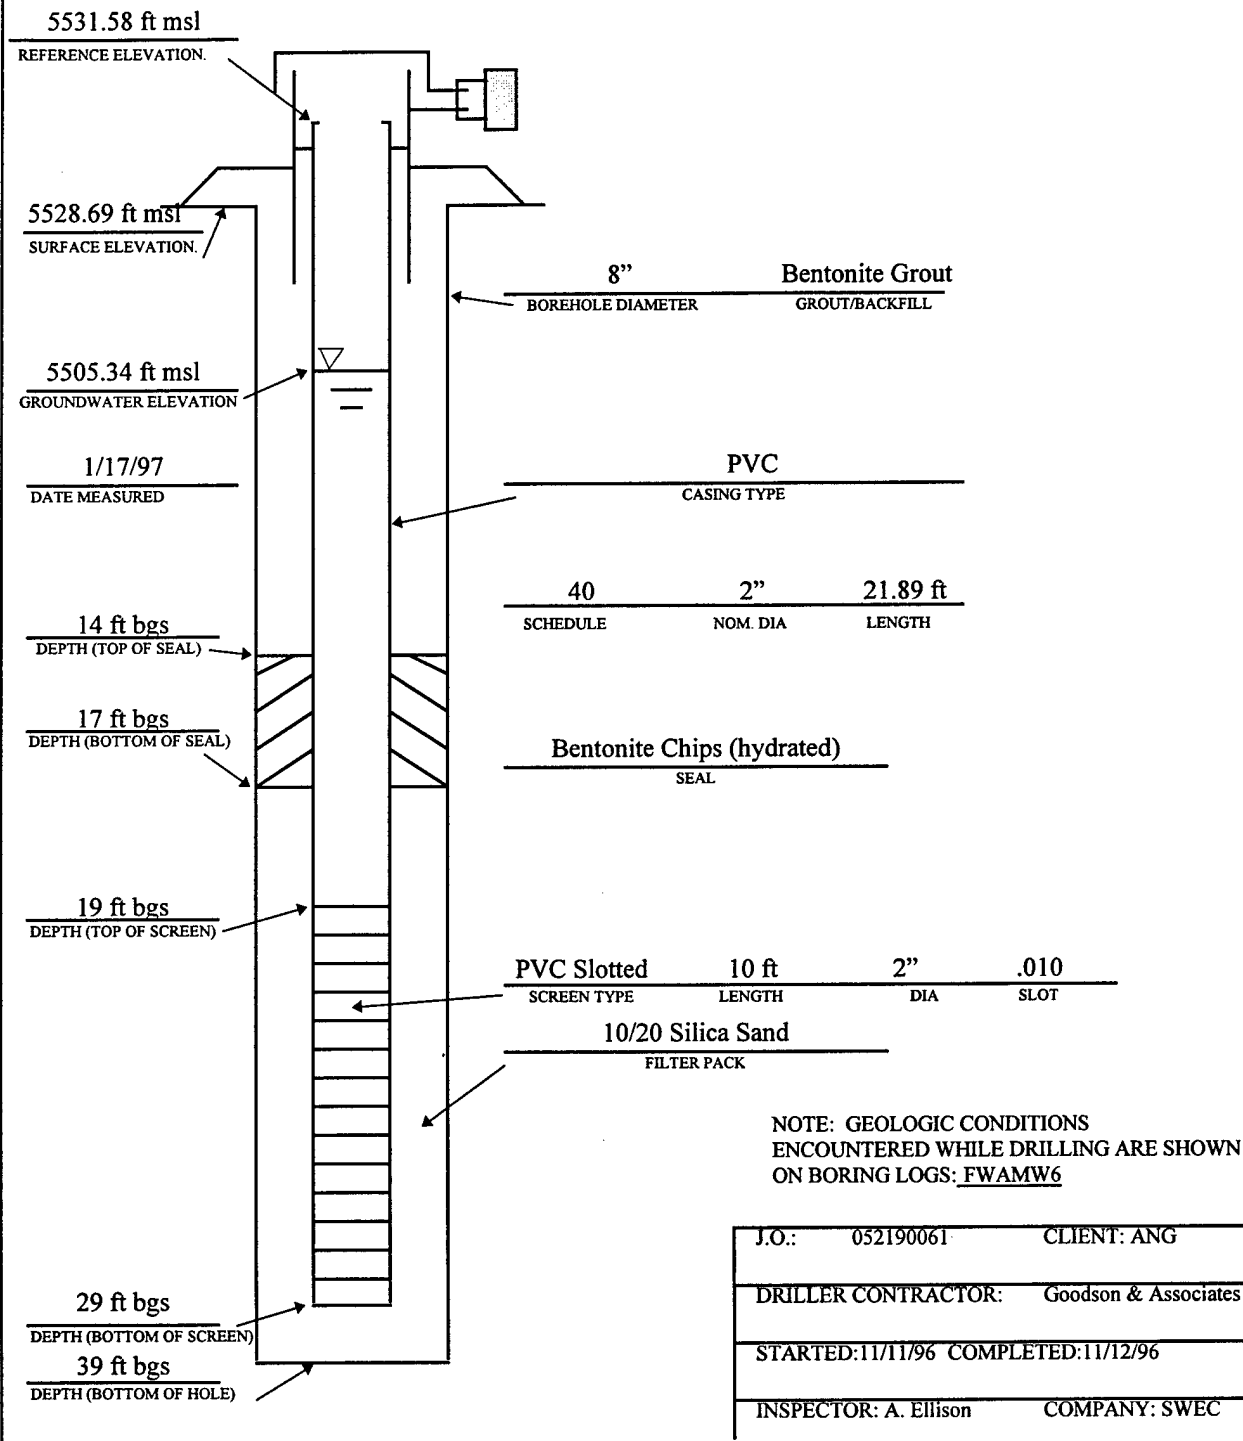 5531.58 ft msl
REFERENCE ELEVATION.
5528.69 ft msl
SURFACE ELEVATION.
8” Bentonite Grout
BOREHOLE DIAMETER GROUT/BACKFILL
5505.34 ft msl
GROUNDWATER ELEVATION
1/17/97
DATE MEASURED
PVC
CASING TYPE
40 2” 21.89 ft
SCHEDULE NOM. DIA LENGTH
14 ft bgs
DEPTH (TOP OF SEAL)
17 ft bgs
DEPTH (BOTTOM OF SEAL)
Bentonite Chips (hydrated)
SEAL
19 ft bgs
DEPTH (TOP OF SCREEN)
PVC Slotted 10 ft 2” .010
SCREEN TYPE LENGTH DIA SLOT
10/20 Silica Sand
FILTER PACK
NOTE: GEOLOGIC CONDITIONS
ENCOUNTERED WHILE DRILLING ARE SHOWN
ON BORING LOGS: FWAMW6
29 ft bgs
DEPTH (BOTTOM OF SCREEN)
39 ft bgs
DEPTH (BOTTOM OF HOLE)
J.O.: 052190061 CLIENT: ANG
DRILLER CONTRACTOR: Goodson & Associates
STARTED:11/11/96 COMPLETED:11/12/96
INSPECTOR: A. Ellison COMPANY: SWEC